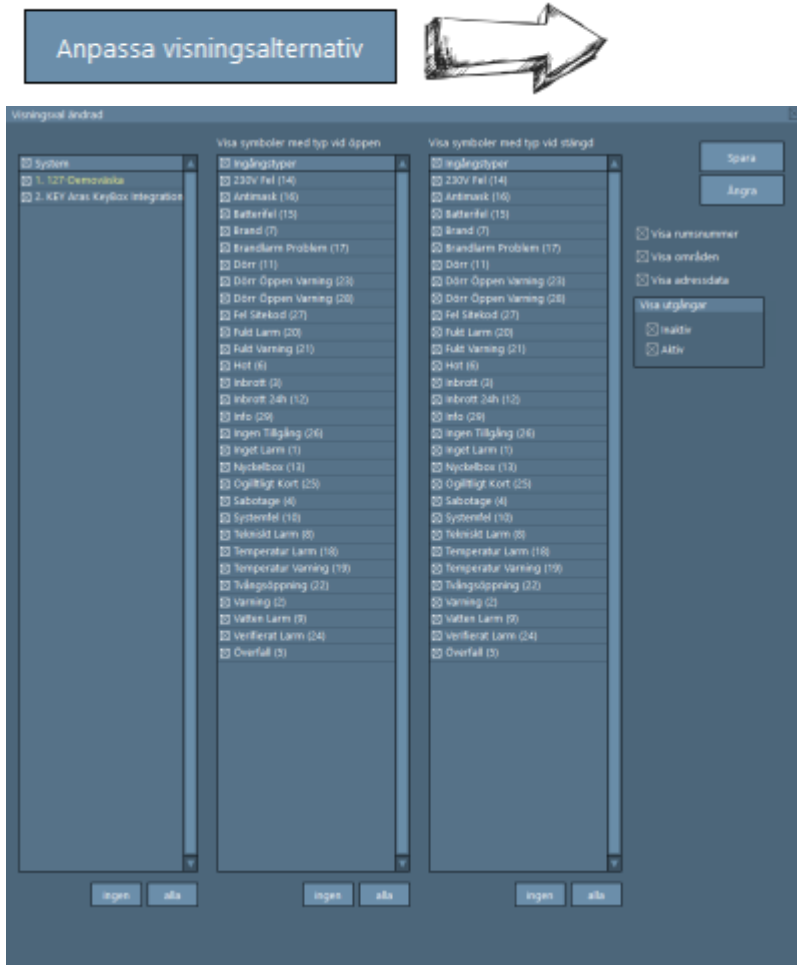 Anpassa visningsalternativ
Visningsval ändrad
Visa symboler med typ vid öppen
Visa symboler med typ vid stängd
System
1. 127-Demoväska
2. KEY Aras KeyBox Integration
ingen
alla
Ingångstyper
230V Fel (14)
Antimask (16)
Batterifel (15)
Brand (7)
Brandlarm Problem (17)
Dörr (11)
Dörr Öppen Varning (23)
Dörr Öppen Varning (28)
Fel Sitekod (27)
Fukt Larm (20)
Fukt Varning (21)
Hot (6)
Inbrott (3)
Inbrott 24h (12)
Info (29)
Ingen Tillgång (26)
Inget Larm (1)
Nyckelbox (13)
Ogilltligt Kort (25)
Sabotage (4)
Systemfel (10)
Tekniskt Larm (8)
Temperatur Larm (18)
Temperatur Varning (19)
Tvångsöppning (22)
Varning (2)
Vatten Larm (9)
Verifierat Larm (24)
Överfall (5)
ingen
alla
Ingångstyper
230V Fel (14)
Antimask (16)
Batterifel (15)
Brand (7)
Brandlarm Problem (17)
Dörr (11)
Dörr Öppen Varning (23)
Dörr Öppen Varning (28)
Fel Sitekod (27)
Fukt Larm (20)
Fukt Varning (21)
Hot (6)
Inbrott (3)
Inbrott 24h (12)
Info (29)
Ingen Tillgång (26)
Inget Larm (1)
Nyckelbox (13)
Ogilltligt Kort (25)
Sabotage (4)
Systemfel (10)
Tekniskt Larm (8)
Temperatur Larm (18)
Temperatur Varning (19)
Tvångsöppning (22)
Varning (2)
Vatten Larm (9)
Verifierat Larm (24)
Överfall (5)
ingen
alla
Spara
Ångra
Visa rumsnummer
Visa områden
Visa adressdata
Visa utgångar
Inaktiv
Aktiv